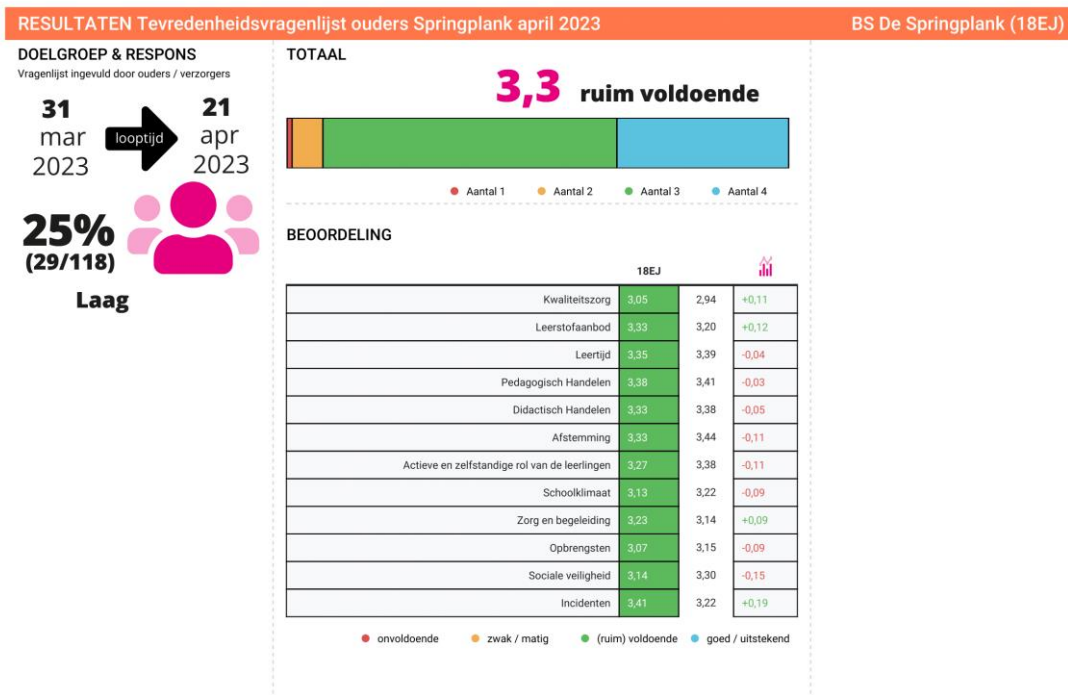 RESULTATEN Tevredenheidsvragenlijst ouders Springplank april 2023
BS De Springplank (18EJ)
DOELGROEP & RESPONS
Vragenlijst ingevuld door ouders / verzorgers
31
mar
2023
looptijd
21
apr
2023
25%
(29/118)
Laag
TOTAAL
3,3 ruim voldoende
Aantal 1 Aantal 2 Aantal 3 Aantal 4
BEOORDELING
18EJ
Kwaliteitszorg 3,05 2,94 +0,11
Leerstofaanbod 3,33 3,20 +0,12
Leertijd 3,35 3,39 -0,04
Pedagogisch Handelen 3,38 3,41 -0,03
Didactisch Handelen 3,33 3,38 -0,05
Afstemming 3,33 3,44 -0,11
Actieve en zelfstandige rol van de leerlingen 3,27 3,38 -0,11
Schoolklimaat 3,13 3,22 -0,09
Zorg en begeleiding 3,23 3,14 +0,09
Opbrengsten 3,07 3,15 -0,09
Sociale veiligheid 3,14 3,30 -0,15
Incidenten 3,41 3,22 +0,19
onvoldoende zwak / matig (ruim) voldoende goed / uitstekend